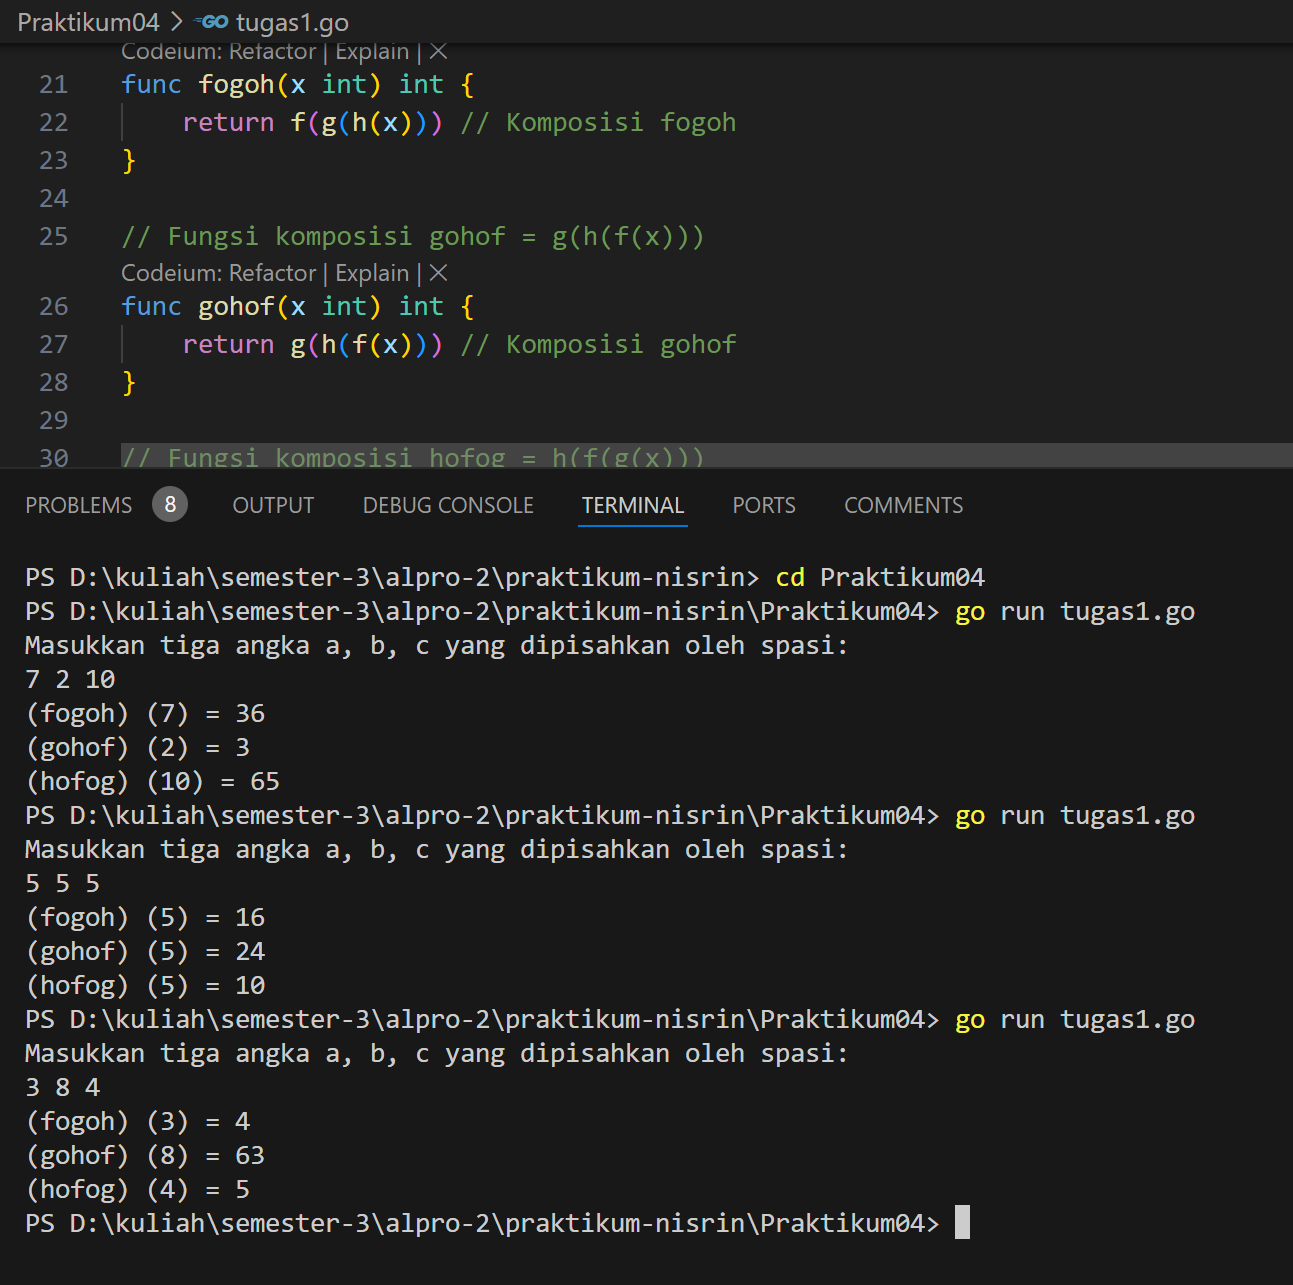 Praktikum04 > GO tugas1.go
Codeium: Refactor | Explain | ×
21 func fogoh(x int) int {
22 return f(g(h(x))) // Komposisi fogoh
23 }
24
25 // Fungsi komposisi gohof = g(h(f(x)))
Codeium: Refactor | Explain | ×
26 func gohof(x int) int {
27 return g(h(f(x))) // Komposisi gohof
28 }
29
30 // Fungsi komposisi hofog = h(f(g(x)))
PROBLEMS 8 OUTPUT DEBUG CONSOLE TERMINAL PORTS COMMENTS
PS D:\kuliah\semester-3\alpro-2\praktikum-nisrin> cd Praktikum04
PS D:\kuliah\semester-3\alpro-2\praktikum-nisrin\Praktikum04> go run tugas1.go
Masukkan tiga angka a, b, c yang dipisahkan oleh spasi:
7 2 10
(fogoh) (7) = 36
(gohof) (2) = 3
(hofog) (10) = 65
PS D:\kuliah\semester-3\alpro-2\praktikum-nisrin\Praktikum04> go run tugas1.go
Masukkan tiga angka a, b, c yang dipisahkan oleh spasi:
5 5 5
(fogoh) (5) = 16
(gohof) (5) = 24
(hofog) (5) = 10
PS D:\kuliah\semester-3\alpro-2\praktikum-nisrin\Praktikum04> go run tugas1.go
Masukkan tiga angka a, b, c yang dipisahkan oleh spasi:
3 8 4
(fogoh) (3) = 4
(gohof) (8) = 63
(hofog) (4) = 5
PS D:\kuliah\semester-3\alpro-2\praktikum-nisrin\Praktikum04>